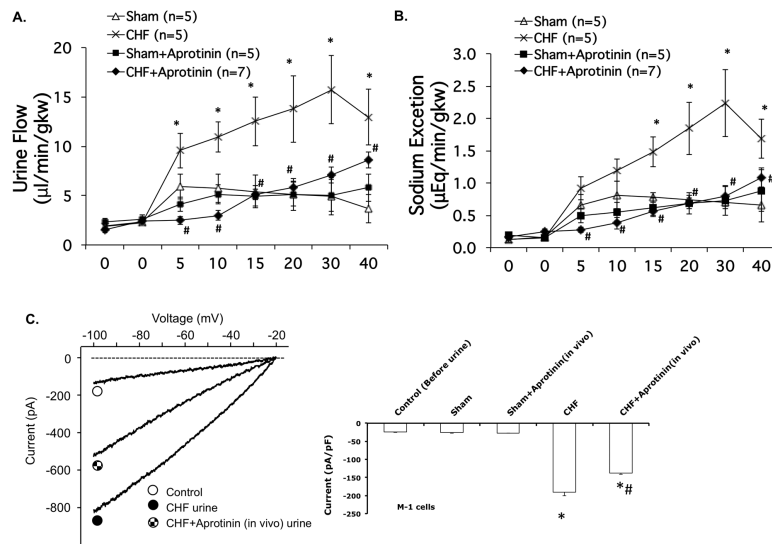 A.
Sham (n=5)
CHF (n=5)
Sham+Aprotinin (n=5)
CHF+Aprotinin (n=7)
Urine Flow
(µl/min/gkw)
20
15
10
5
0
* * * * * *
# # # # # #
0 0 5 10 15 20 30 40
B.
Sham (n=5)
CHF (n=5)
Sham+Aprotinin (n=5)
CHF+Aprotinin (n=7)
Sodium Excetion
(µEq/min/gkw)
3.0
2.5
2.0
1.5
1.0
0.5
0.0
* * * *
# # # # # #
0 0 5 10 15 20 30 40
C.
Voltage (mV)
-100 -80 -60 -40 -20
Current (pA)
0
-200
-400
-600
-800
Control
CHF urine
CHF+Aprotinin (in vivo) urine
Control (Before urine)
Sham
Sham+Aprotinin(in vivo)
CHF
CHF+Aprotinin(in vivo)
Current (pA/pF)
0
-50
-100
-150
-200
-250
M-1 cells
*
*#